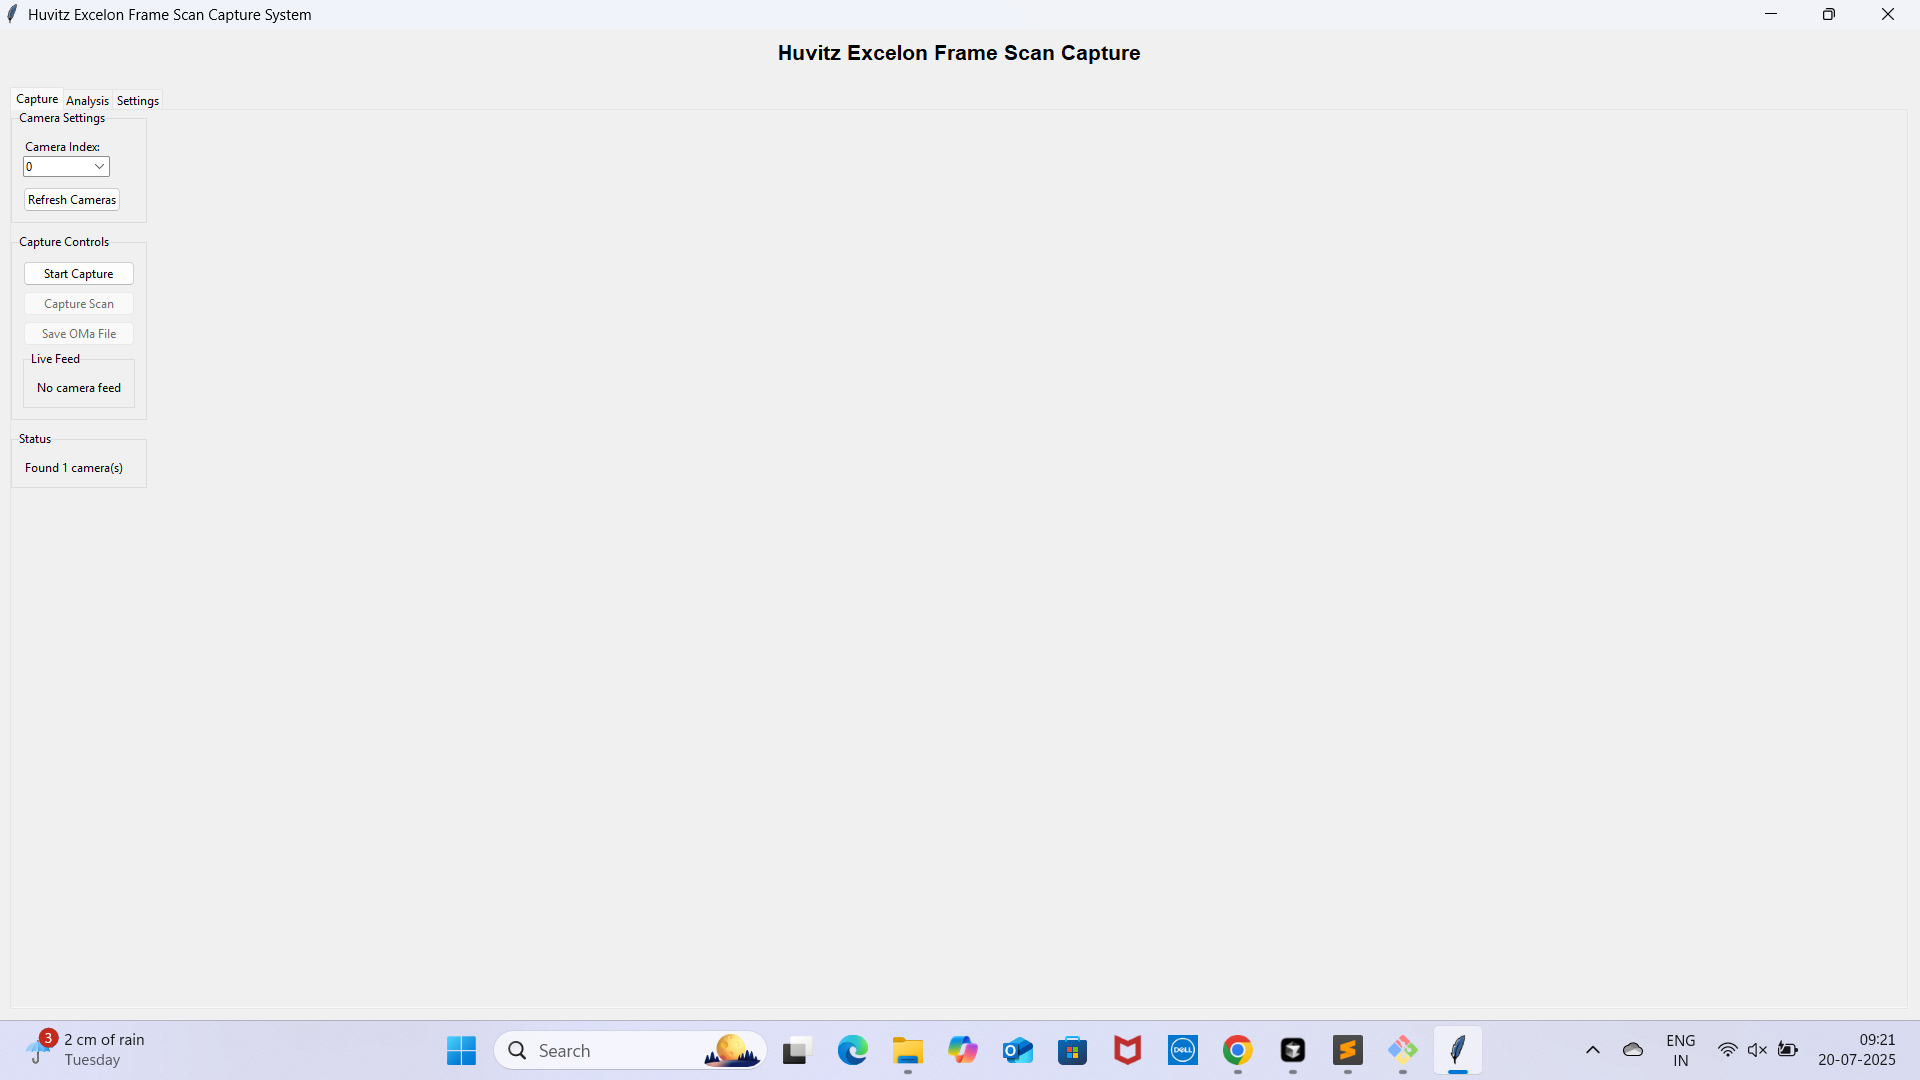 Huvitz Excelon Frame Scan Capture System
Huvitz Excelon Frame Scan Capture
Capture Analysis Settings
Camera Settings
Camera Index:
0
Refresh Cameras
Capture Controls
Start Capture
Capture Scan
Save OMa File
Live Feed
No camera feed
Status
Found 1 camera(s)
3
2 cm of rain
Tuesday
Search
DELL
ENG
IN
09:21
20-07-2025